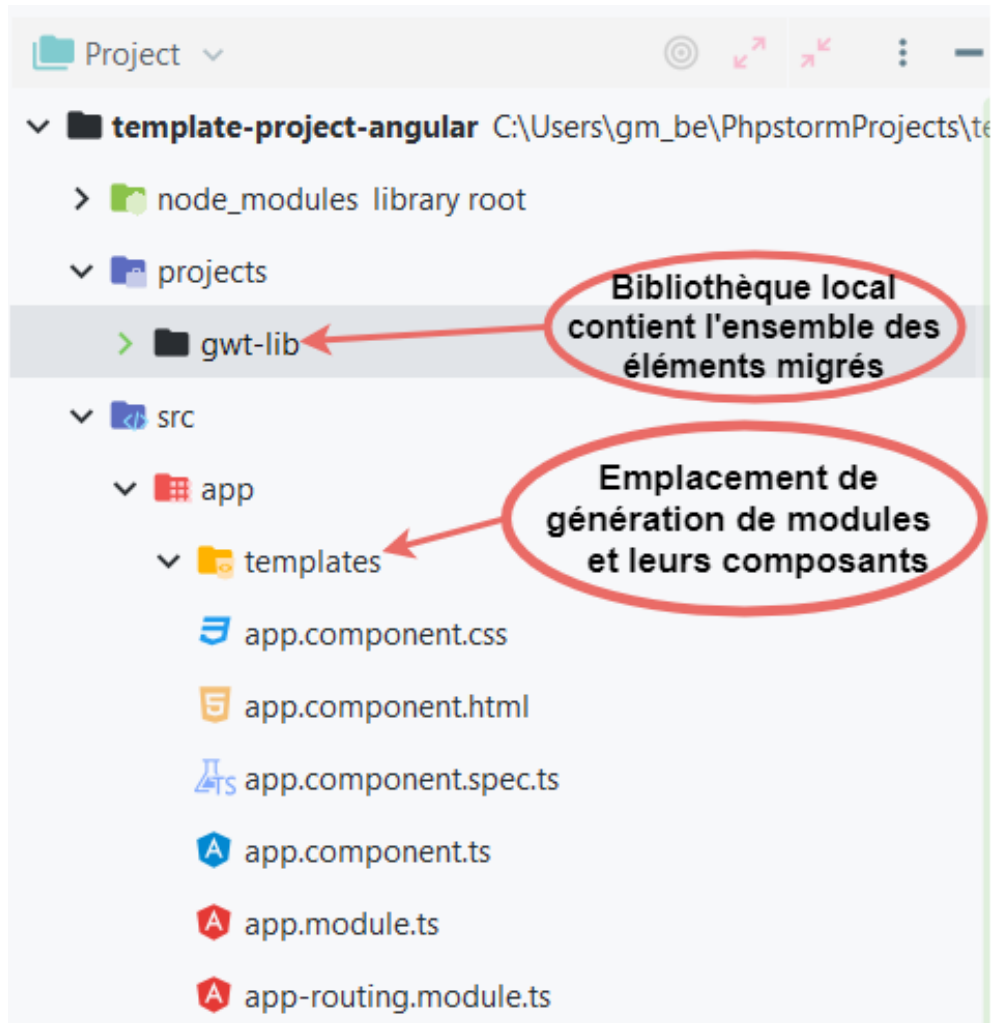 Project
template-project-angular C:\Users\gm_be\PhpstormProjects\te
node_modules library root
projects
gwt-lib
Bibliothèque local
contient l'ensemble des
éléments migrés
src
app
templates
Emplacement de
génération de modules
et leurs composants
app.component.css
app.component.html
app.component.spec.ts
app.component.ts
app.module.ts
app-routing.module.ts